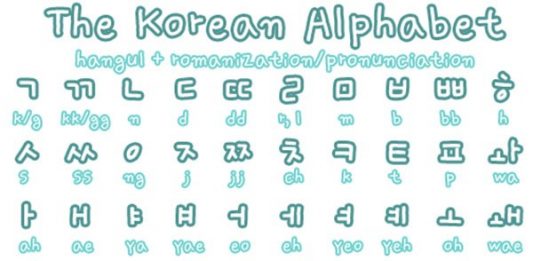 The Korean Alphabet
hangul + romanization/pronunciation
ㄱ ㄲ ㄴ ㄷ ㄸ ㄹ ㅁ ㅂ ㅃ ㅎ
k/g kk/gg n d dd r,l m b bb h
ㅅ ㅆ ㅇ ㅈ ㅉ ㅊ ㅋ ㅌ ㅍ ㅘ
s ss ng j jj ch k t p wa
ㅏ ㅐ ㅑ ㅒ ㅓ ㅔ ㅕ ㅖ ㅗ ㅙ
ah ae ya yae eo eh yeo yeh oh wae